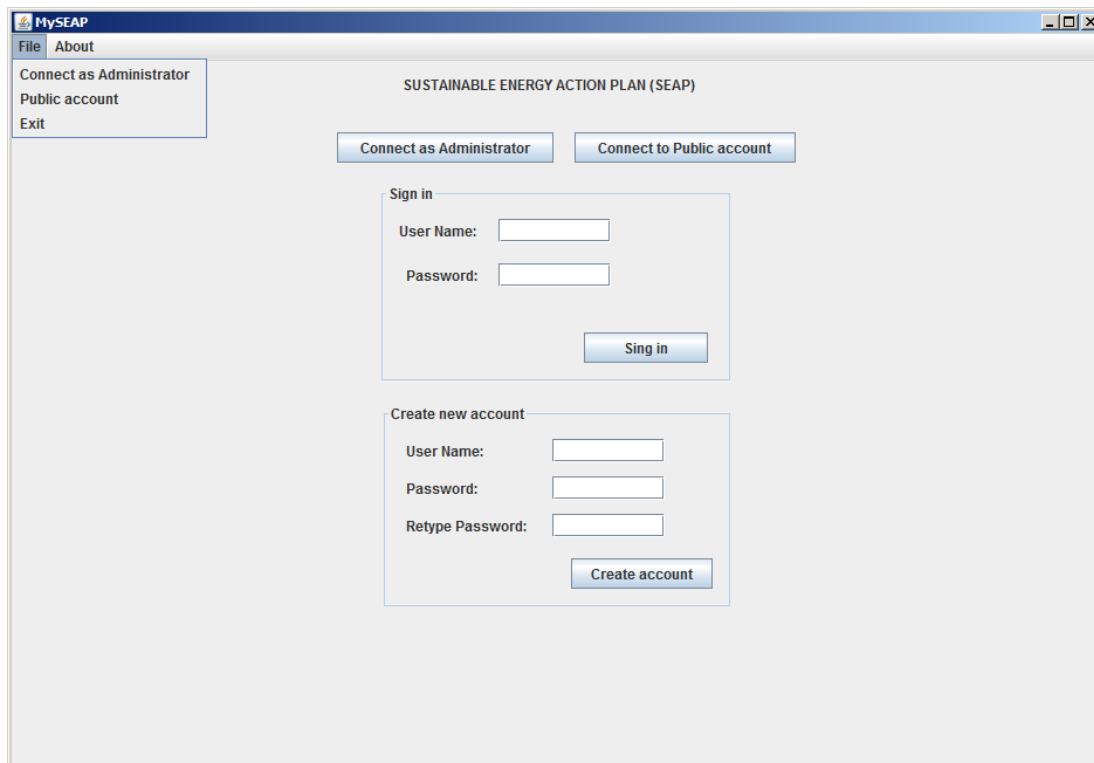 MySEAP
File About
Connect as Administrator
Public account
Exit
SUSTAINABLE ENERGY ACTION PLAN (SEAP)
Connect as Administrator Connect to Public account
Sign in
User Name:
Password:
Sing in
Create new account
User Name:
Password:
Retype Password:
Create account